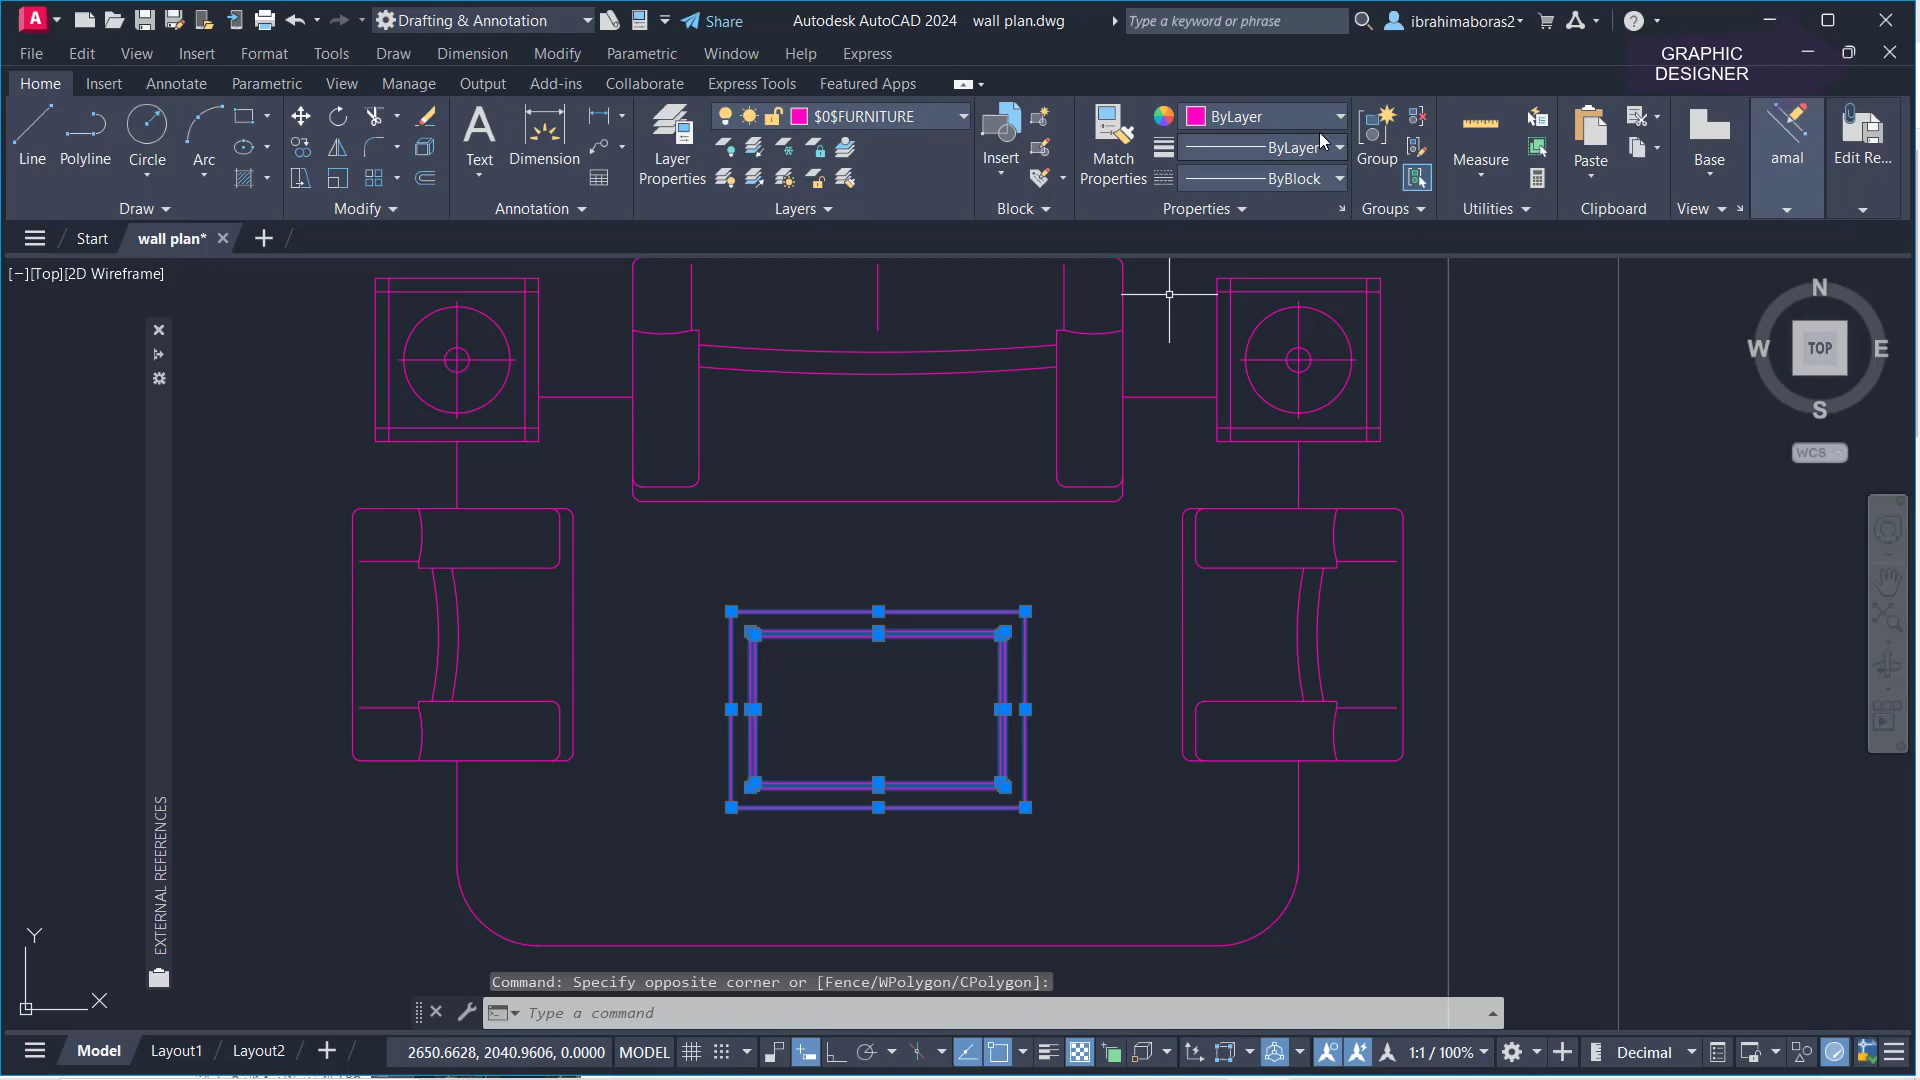 Drafting & Annotation
Share
Autodesk AutoCAD 2024 wall plan.dwg
Type a keyword or phrase
ibrahimaboras2
File Edit View Insert Format Tools Draw Dimension Modify Parametric Window Help Express
GRAPHIC
DESIGNER
Home Insert Annotate Parametric View Manage Output Add-ins Collaborate Express Tools Featured Apps
$0$FURNITURE
ByLayer
ByLayer
ByBlock
Line
Polyline
Circle
Arc
Text
Dimension
Layer
Properties
Insert
Match
Properties
Group
Measure
Paste
Base
amal
Edit Re...
Draw
Modify
Annotation
Layers
Block
Properties
Groups
Utilities
Clipboard
View
Start
wall plan*
[−][Top][2D Wireframe]
N
W
TOP
E
S
WCS
EXTERNAL REFERENCES
Y
X
Command: Specify opposite corner or [Fence/WPolygon/CPolygon]:
Type a command
Model Layout1 Layout2
2650.6628, 2040.9606, 0.0000 MODEL
1:1 / 100%
Decimal